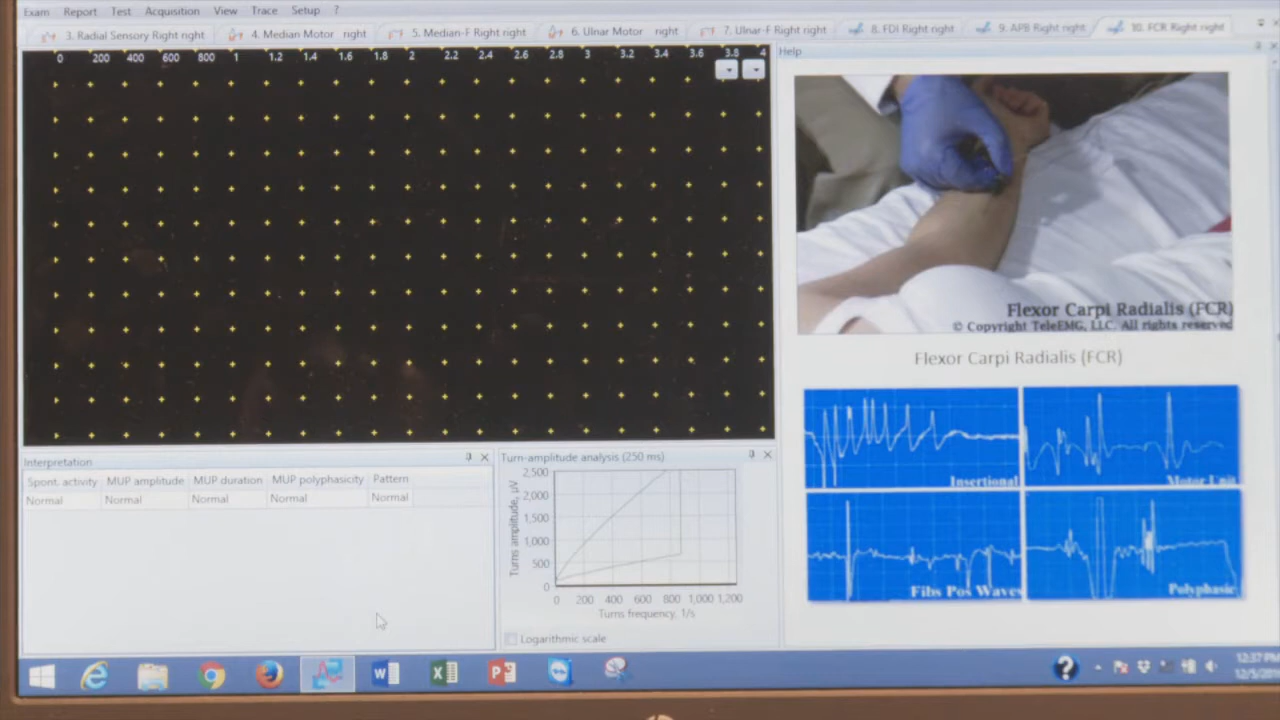 Exam Report Test Acquisition View Trace Setup ?
3. Radial Sensory Right right 4. Median Motor right 5. Median-F Right right 6. Ulnar Motor right 7. Ulnar-F Right right 8. FDI Right right 9. APB Right right 10. FCR Right right
0 200 400 600 800 1 1.2 1.4 1.6 1.8 2 2.2 2.4 2.6 2.8 3 3.2 3.4 3.6 3.8 4
Help
Flexor Carpi Radialis (FCR)
© Copyright TeleEMG, LLC. All rights reserved
Flexor Carpi Radialis (FCR)
Insertional
Motor Unit
Fibs Pos Waves
Polyphasic
Interpretation
Spont. activity MUP amplitude MUP duration MUP polyphasicity Pattern
Normal Normal Normal Normal Normal
Turn-amplitude analysis (250 ms)
Turns amplitude, µV
2,500
2,000
1,500
1,000
500
0
0 200 400 600 800 1,000 1,200
Turns frequency, 1/s
Logarithmic scale
12:37 PM